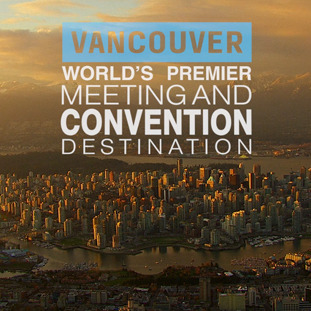 VANCOUVER
WORLD'S PREMIER
MEETING AND
CONVENTION
DESTINATION